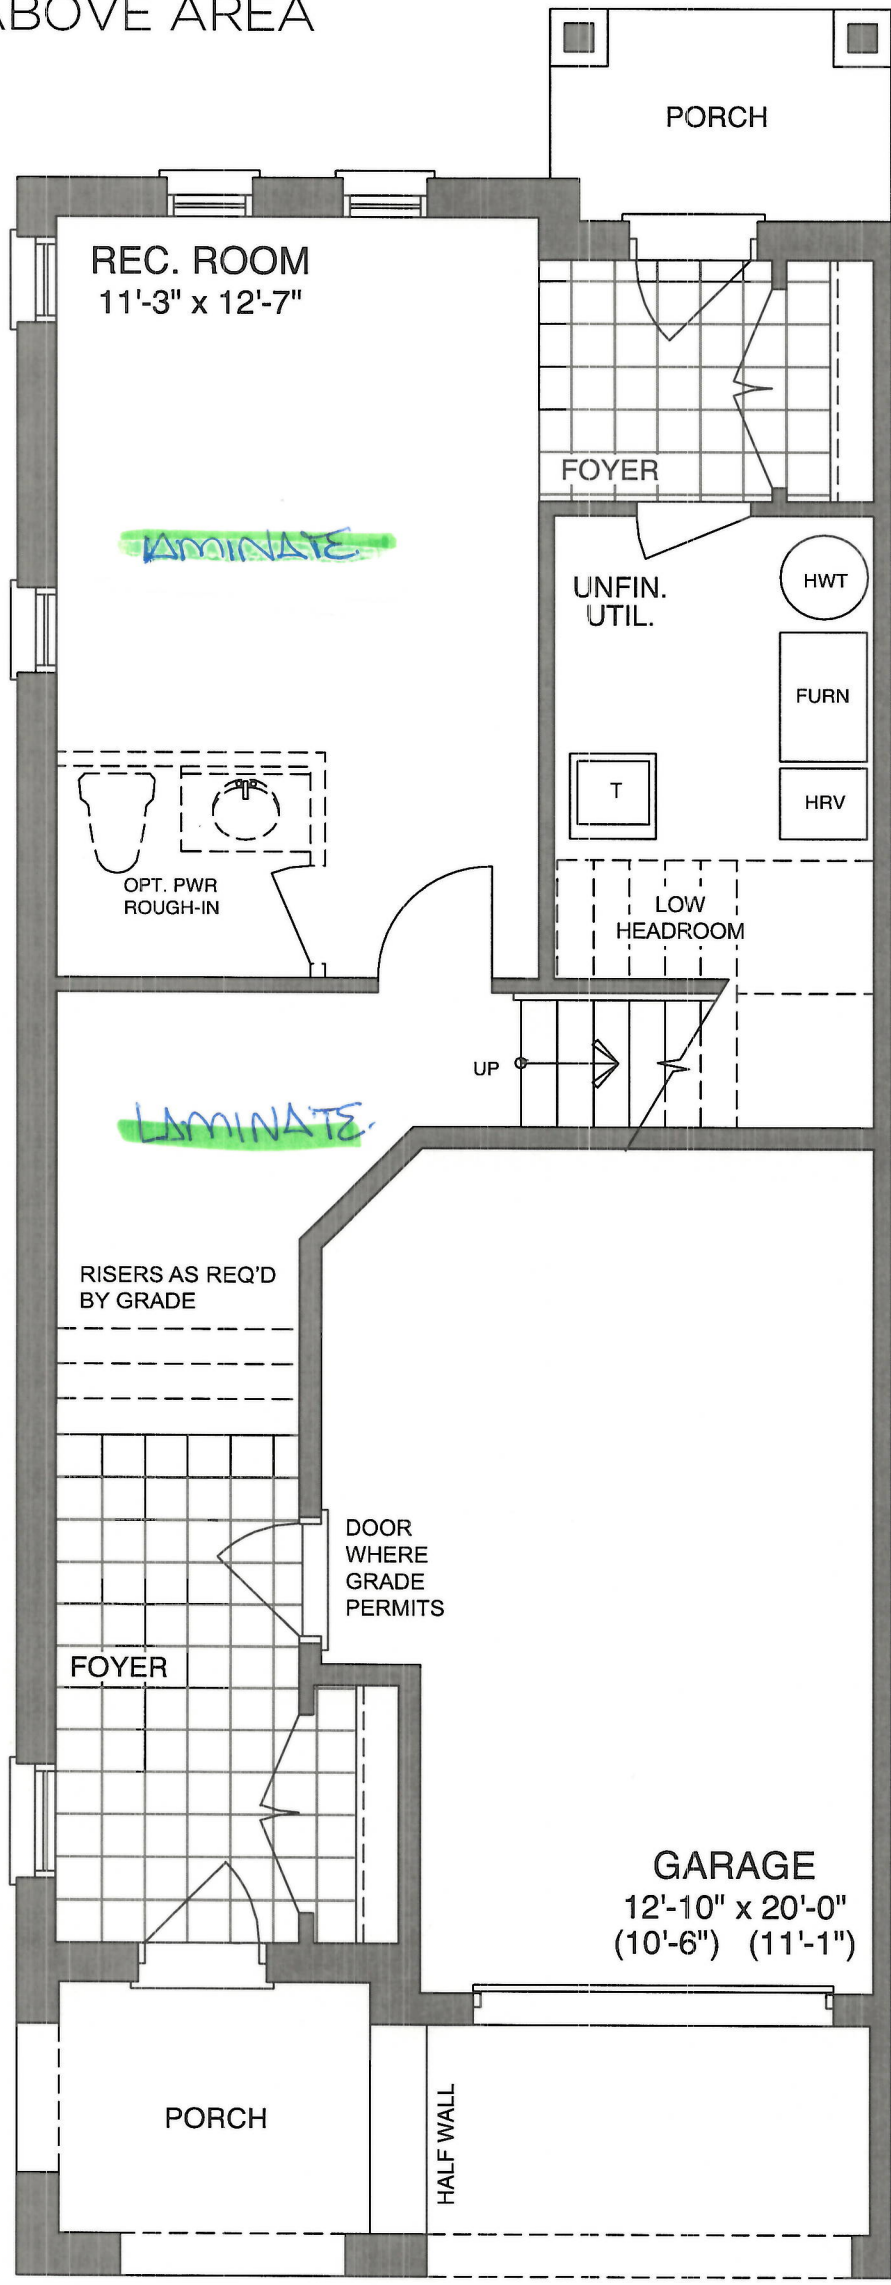 ABOVE AREA
PORCH
REC. ROOM
11'-3" x 12'-7"
FOYER
LAMINATE
UNFIN.
UTIL.
HWT
FURN
T
HRV
OPT. PWR
ROUGH-IN
LOW
HEADROOM
UP
LAMINATE.
RISERS AS REQ'D
BY GRADE
DOOR
WHERE
GRADE
PERMITS
FOYER
GARAGE
12'-10" x 20'-0"
(10'-6") (11'-1")
PORCH
HALF WALL